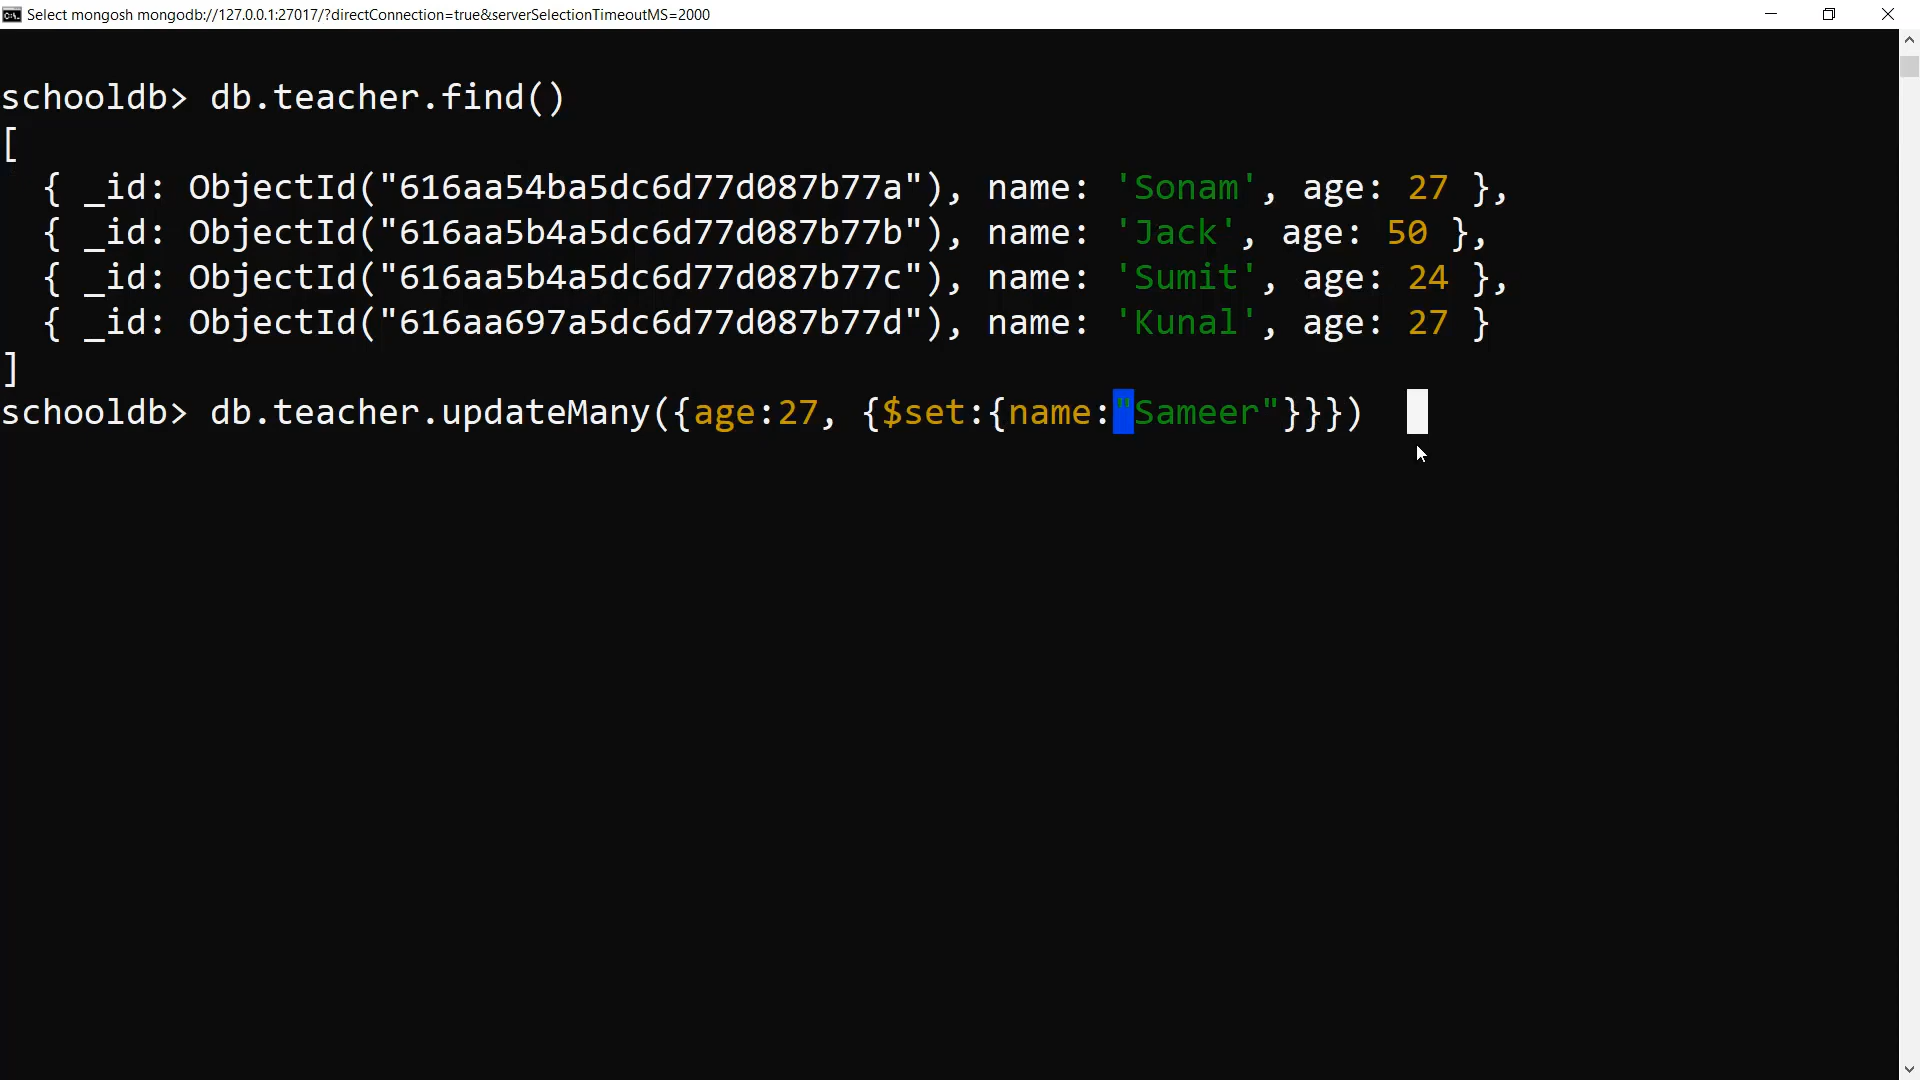 Select mongosh mongodb://127.0.0.1:27017/?directConnection=true&serverSelectionTimeoutMS=2000
schooldb> db.teacher.find()
[
  { _id: ObjectId("616aa54ba5dc6d77d087b77a"), name: 'Sonam', age: 27 },
  { _id: ObjectId("616aa5b4a5dc6d77d087b77b"), name: 'Jack', age: 50 },
  { _id: ObjectId("616aa5b4a5dc6d77d087b77c"), name: 'Sumit', age: 24 },
  { _id: ObjectId("616aa697a5dc6d77d087b77d"), name: 'Kunal', age: 27 }
]
schooldb> db.teacher.updateMany({age:27, {$set:{name:"Sameer"}}})